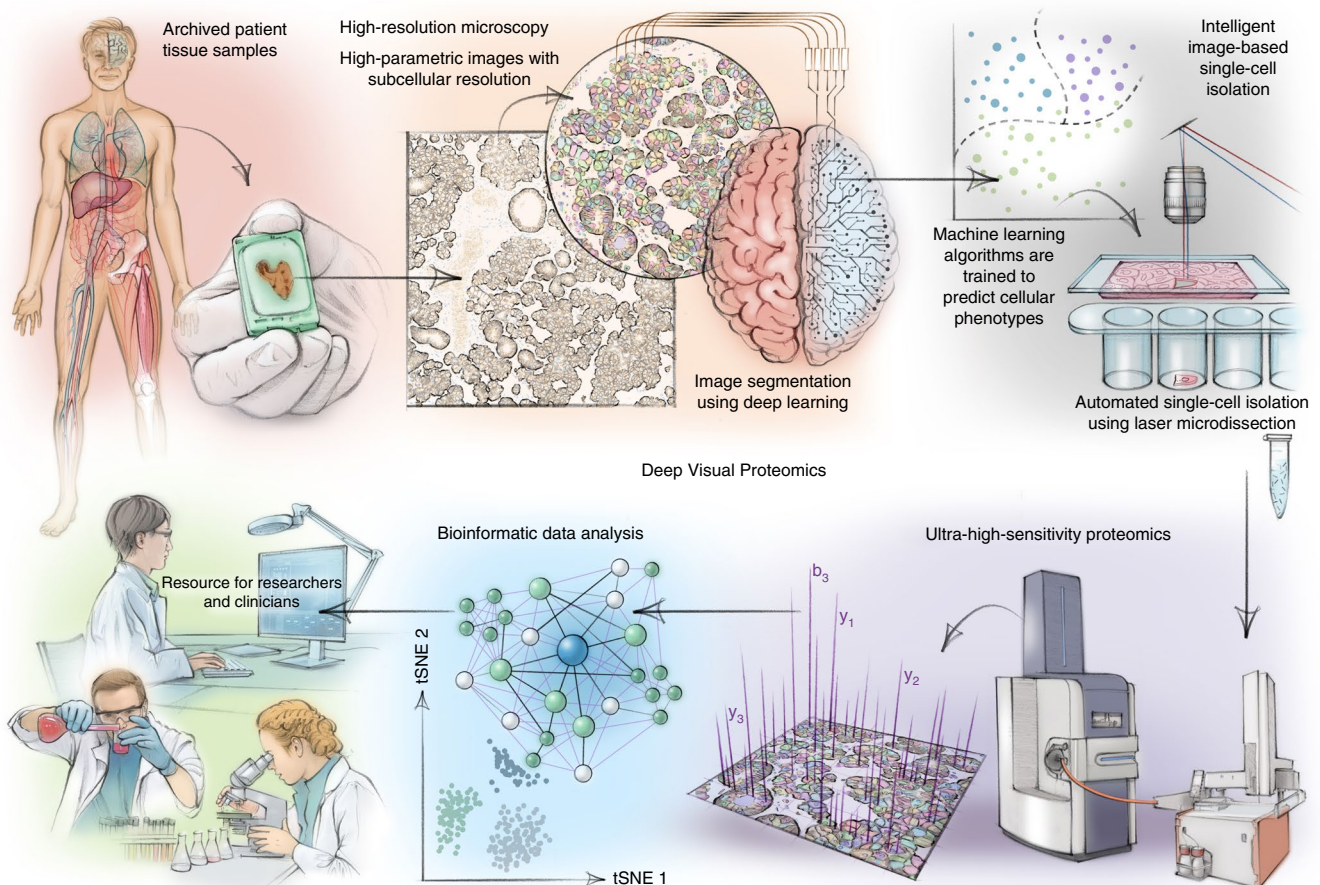 Archived patient
tissue samples
High-resolution microscopy
High-parametric images with
subcellular resolution
Image segmentation
using deep learning
Machine learning
algorithms are
trained to
predict cellular
phenotypes
Intelligent
image-based
single-cell
isolation
Automated single-cell isolation
using laser microdissection
Deep Visual Proteomics
Ultra-high-sensitivity proteomics
b3
y1
y2
y3
Bioinformatic data analysis
tSNE 2
tSNE 1
Resource for researchers
and clinicians